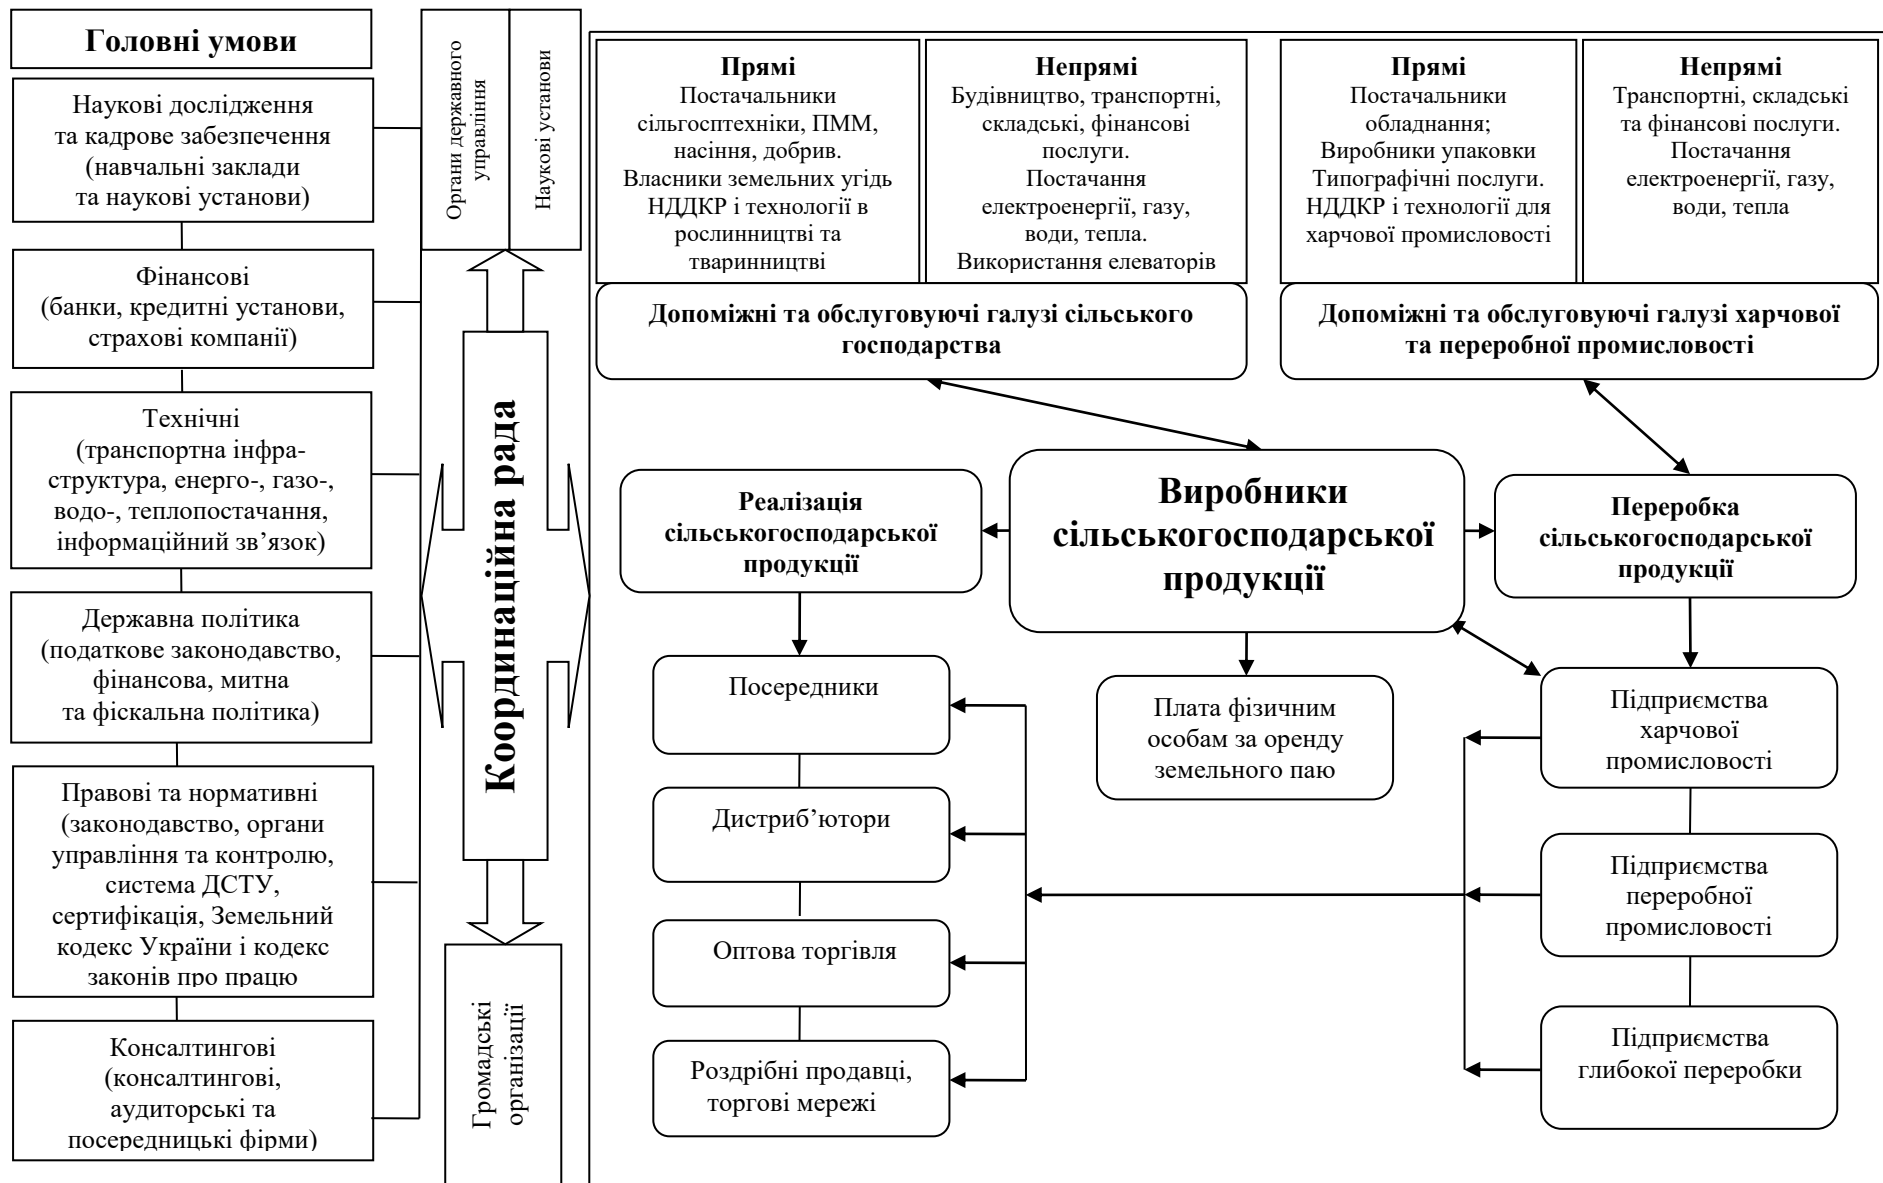 Головні умови
Наукові дослідження
та кадрове забезпечення
(навчальні заклади
та наукові установи)
Фінансові
(банки, кредитні установи,
страхові компанії)
Технічні
(транспортна інфра-
структура, енерго-, газо-,
водо-, теплопостачання,
інформаційний зв’язок)
Державна політика
(податкове законодавство,
фінансова, митна
та фіскальна політика)
Правові та нормативні
(законодавство, органи
управління та контролю,
система ДСТУ,
сертифікація, Земельний
кодекс України і кодекс
законів про працю
Консалтингові
(консалтингові,
аудиторські та
посередницькі фірми)
Органи державного
управління
Наукові установи
Координаційна рада
Громадські
організації
Прямі
Постачальники
сільгосптехніки, ПММ,
насіння, добрив.
Власники земельних угідь
НДДКР і технології в
рослинництві та
тваринництві
Непрямі
Будівництво, транспортні,
складські, фінансові
послуги.
Постачання
електроенергії, газу,
води, тепла.
Використання елеваторів
Допоміжні та обслуговуючі галузі сільського
господарства
Прямі
Постачальники
обладнання;
Виробники упаковки
Типографічні послуги.
НДДКР і технології для
харчової промисловості
Непрямі
Транспортні, складські
та фінансові послуги.
Постачання
електроенергії, газу,
води, тепла
Допоміжні та обслуговуючі галузі харчової
та переробної промисловості
Реалізація
сільськогосподарської
продукції
Виробники
сільськогосподарської
продукції
Переробка
сільськогосподарської
продукції
Посередники
Дистриб’ютори
Оптова торгівля
Роздрібні продавці,
торгові мережі
Плата фізичним
особам за оренду
земельного паю
Підприємства
харчової
промисловості
Підприємства
переробної
промисловості
Підприємства
глибокої переробки